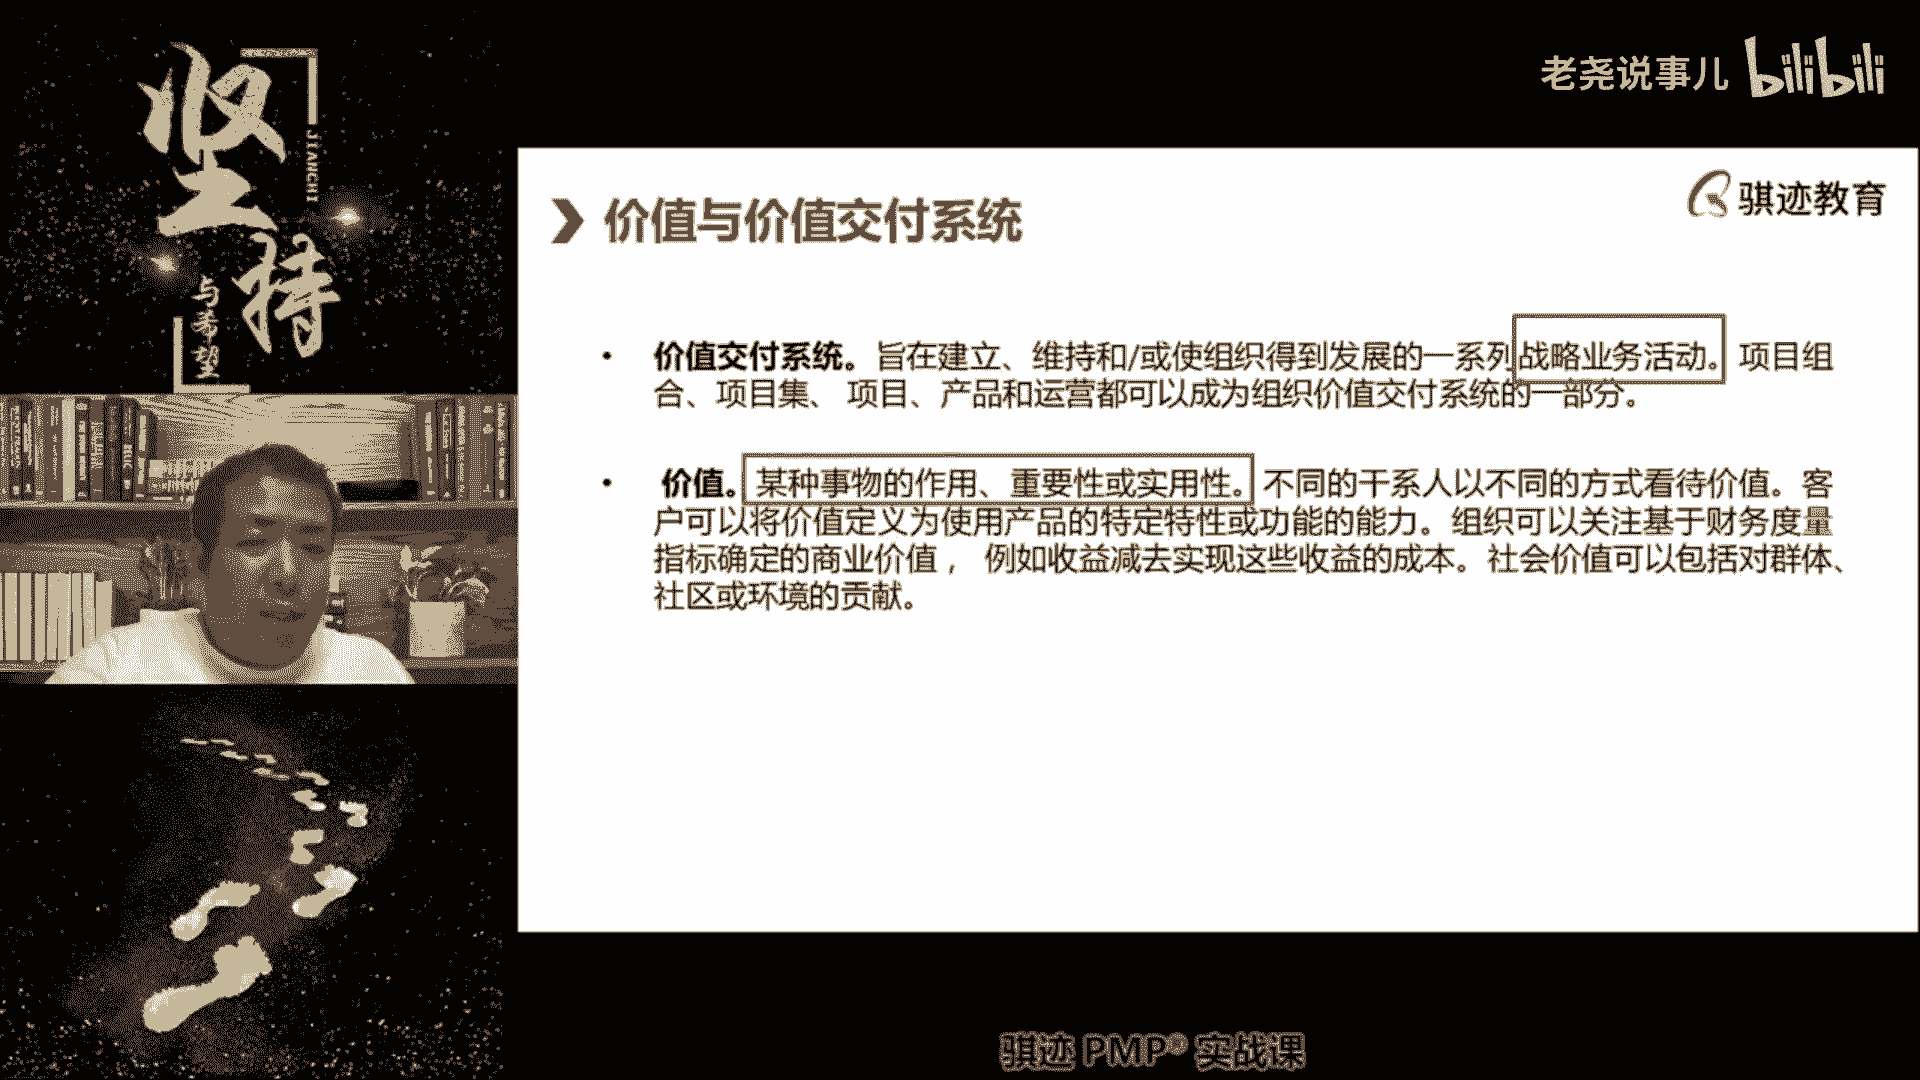 坚持
JIANCHI
与希望
老尧说事儿 bilibili
骐迹教育
价值与价值交付系统
• 价值交付系统。旨在建立、维持和/或使组织得到发展的一系列战略业务活动。项目组
合、项目集、 项目、产品和运营都可以成为组织价值交付系统的一部分。
• 价值。某种事物的作用、重要性或实用性。不同的干系人以不同的方式看待价值。客
户可以将价值定义为使用产品的特定特性或功能的能力。组织可以关注基于财务度量
指标确定的商业价值， 例如收益减去实现这些收益的成本。社会价值可以包括对群体、
社区或环境的贡献。
骐迹 PMP® 实战课